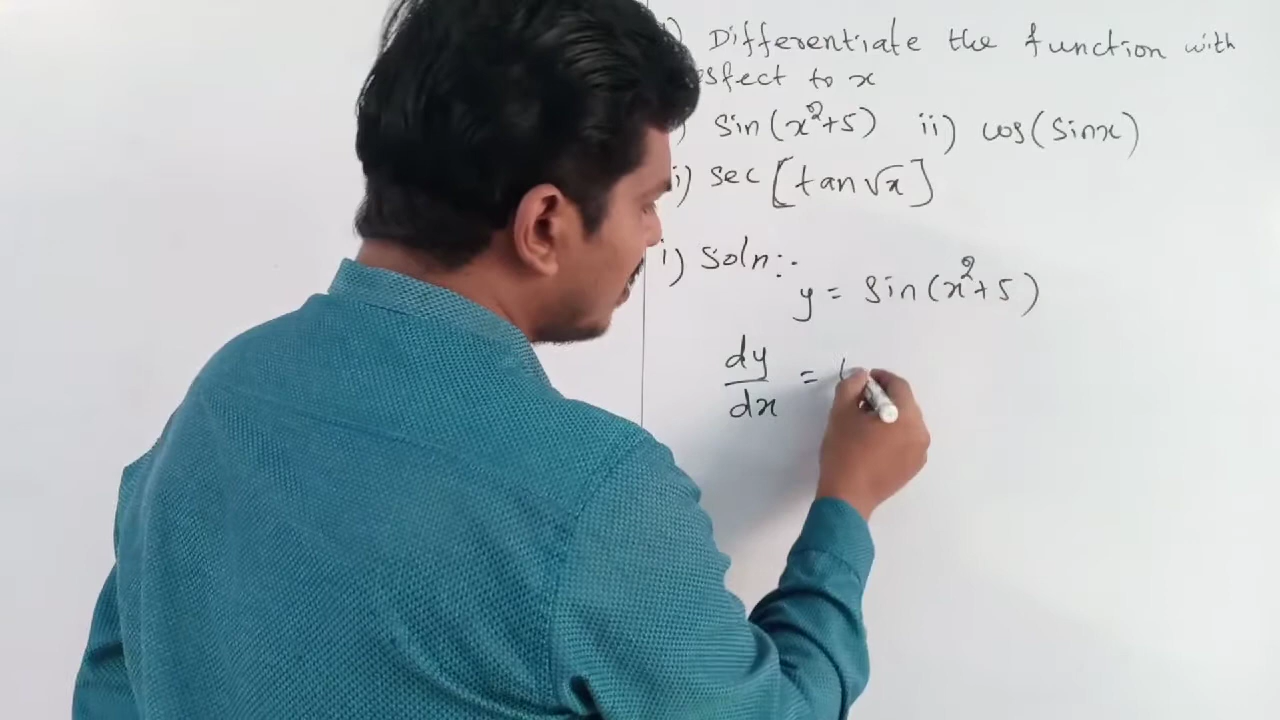 ) Differentiate the function with
esfect to x
) sin(x²+5) ii) cos(sinx)
i) sec [tan √x]
i) soln:-
y = sin(x²+5)
dy/dx =